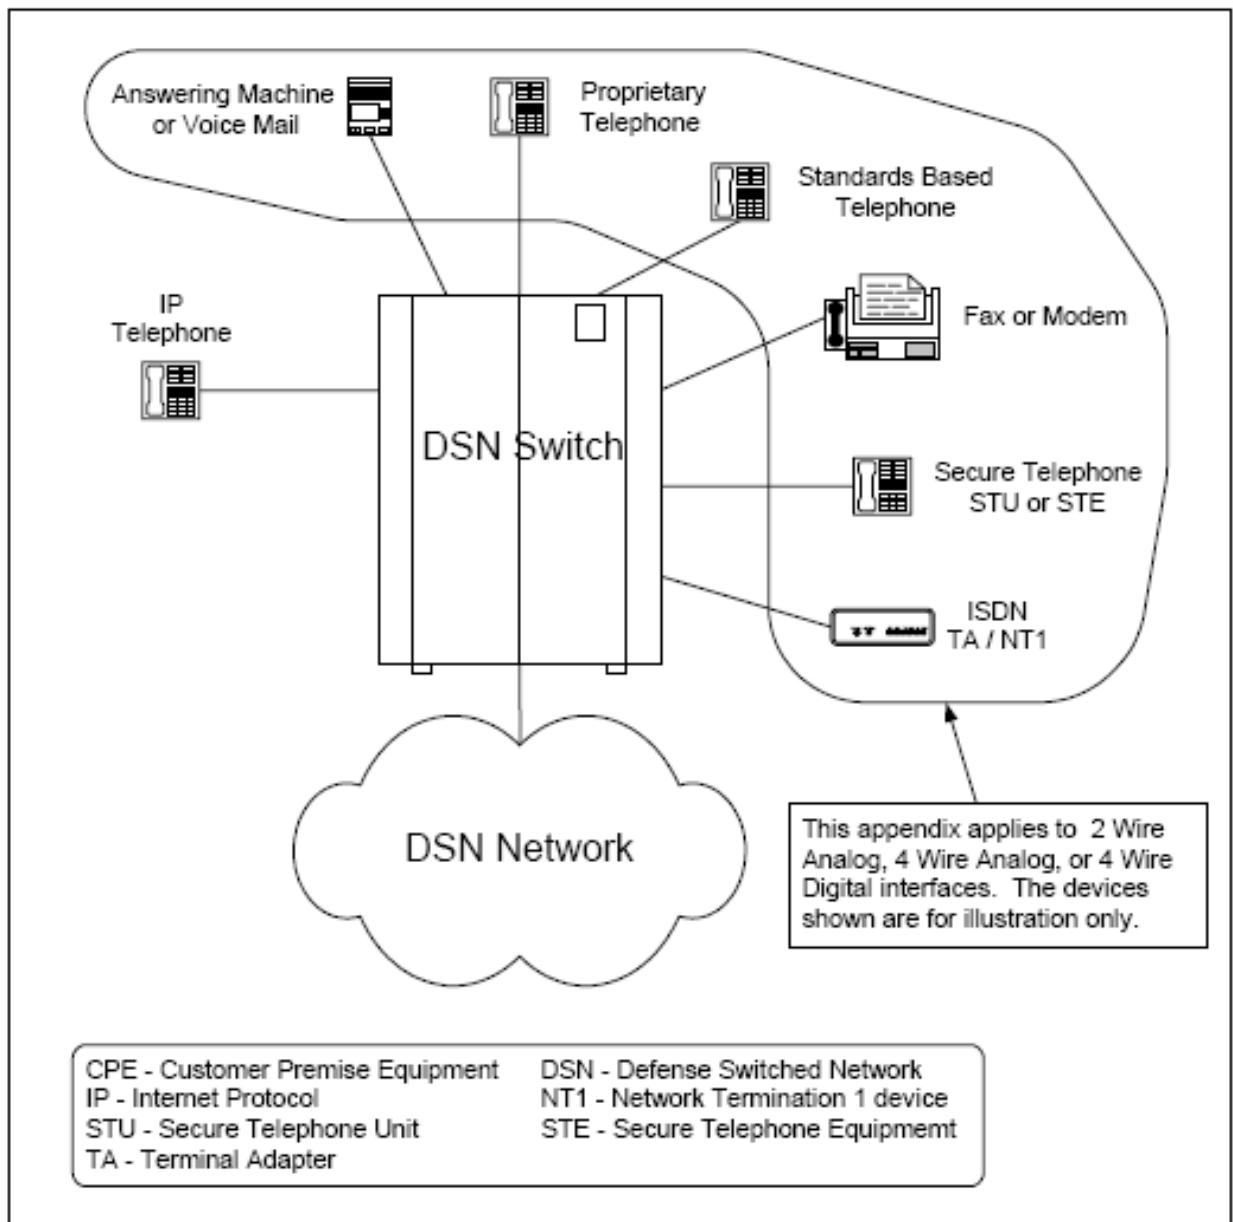 Answering Machine
or Voice Mail
Proprietary
Telephone
Standards Based
Telephone
IP
Telephone
Fax or Modem
DSN Switch
Secure Telephone
STU or STE
ISDN
TA / NT1
DSN Network
This appendix applies to 2 Wire
Analog, 4 Wire Analog, or 4 Wire
Digital interfaces. The devices
shown are for illustration only.
CPE - Customer Premise Equipment
IP - Internet Protocol
STU - Secure Telephone Unit
TA - Terminal Adapter
DSN - Defense Switched Network
NT1 - Network Termination 1 device
STE - Secure Telephone Equipmemt